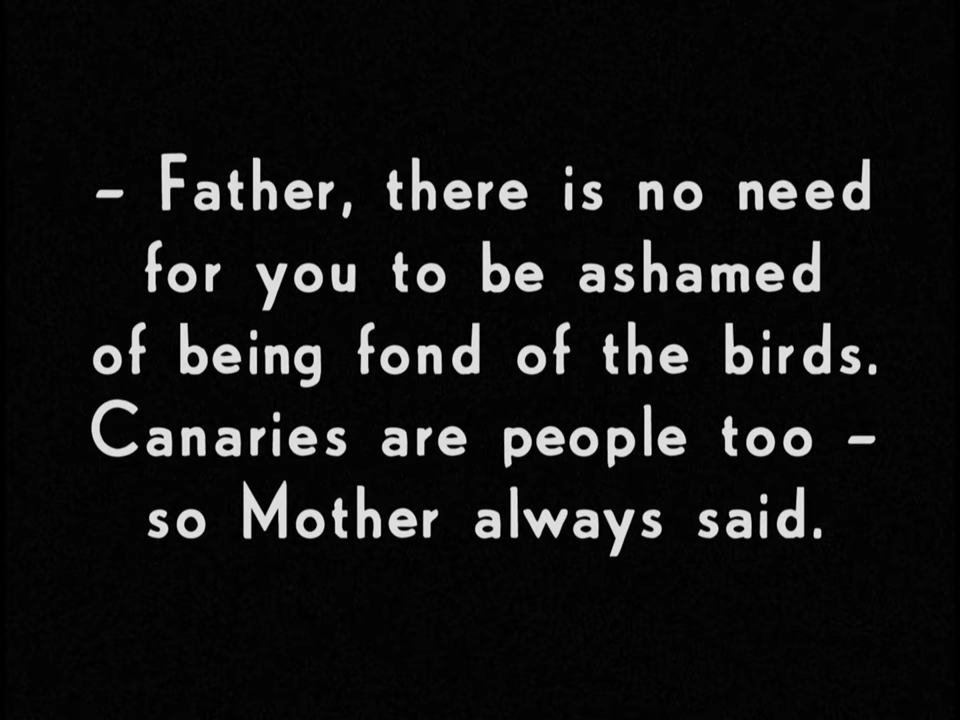 – Father, there is no need
for you to be ashamed
of being fond of the birds.
Canaries are people too –
so Mother always said.